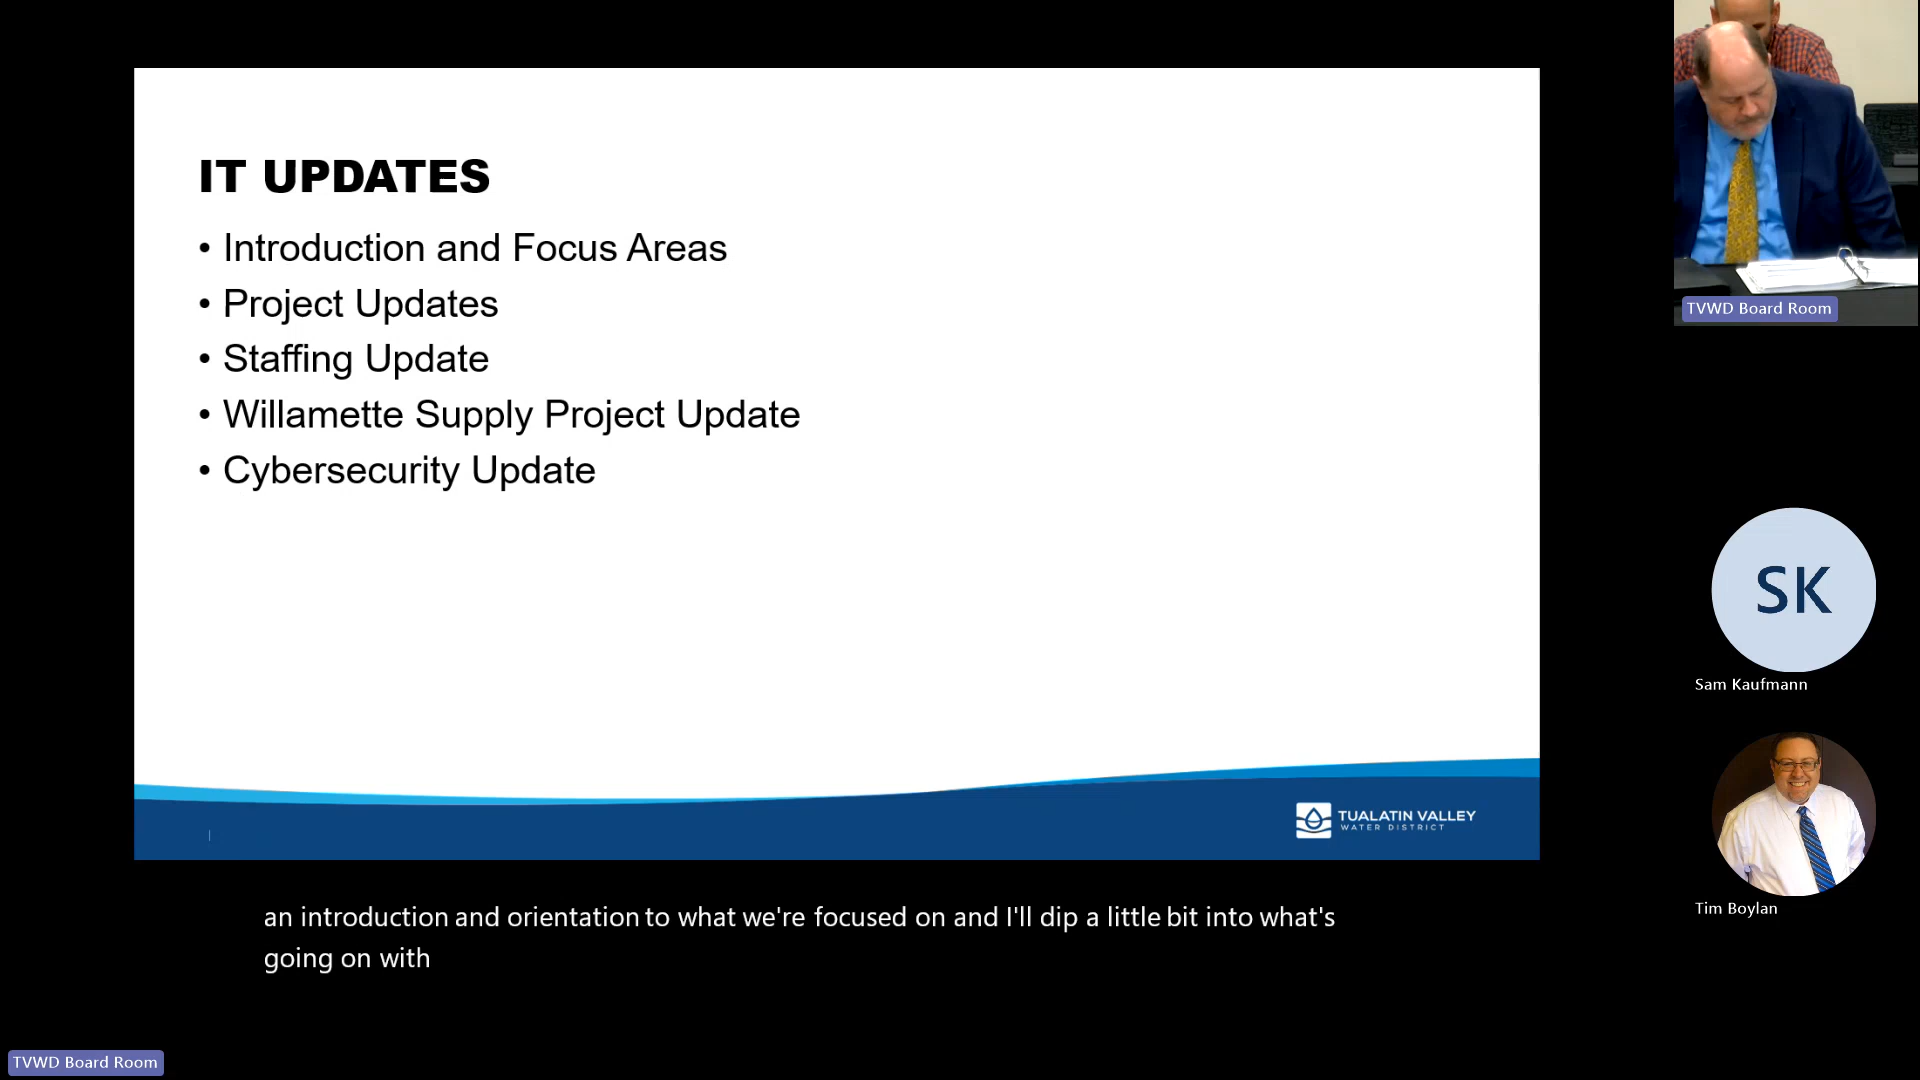 IT UPDATES
• Introduction and Focus Areas
• Project Updates
• Staffing Update
• Willamette Supply Project Update
• Cybersecurity Update
TUALATIN VALLEY
WATER DISTRICT
an introduction and orientation to what we're focused on and I'll dip a little bit into what's
going on with
TVWD Board Room
TVWD Board Room
SK
Sam Kaufmann
Tim Boylan